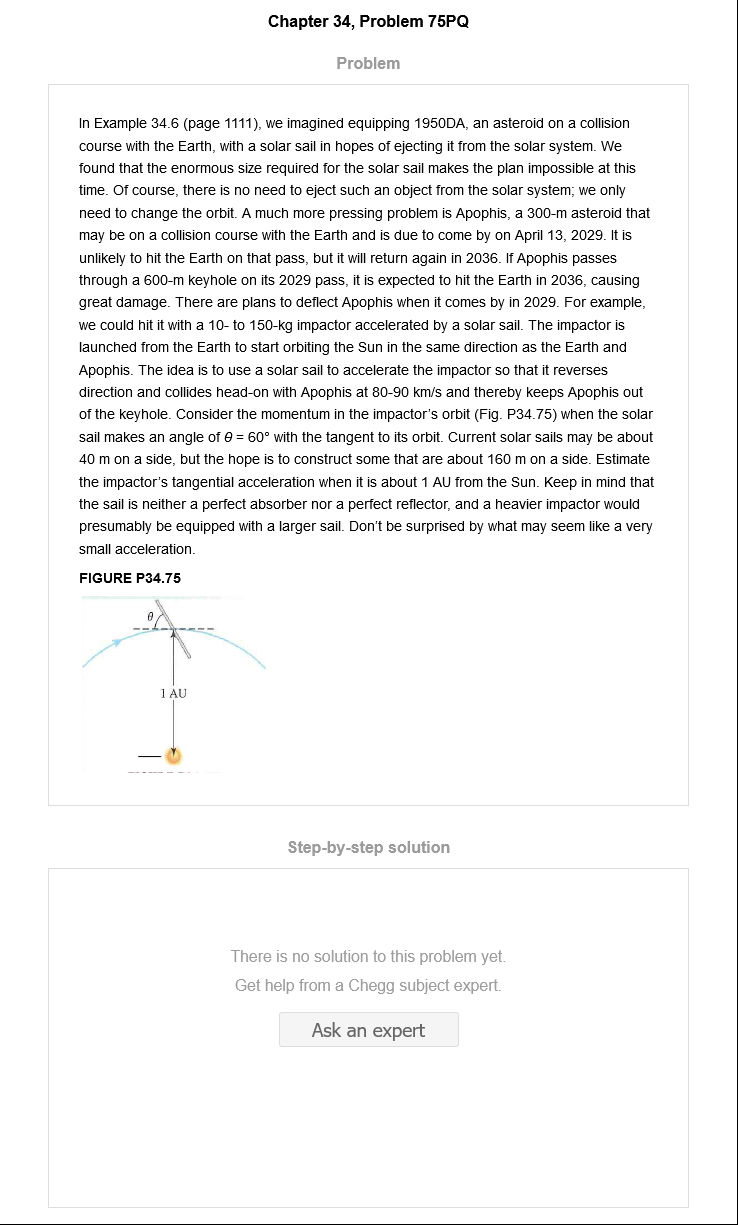 Chapter 34, Problem 75PQ
Problem
In Example 34.6 (page 1111), we imagined equipping 1950DA, an asteroid on a collision
course with the Earth, with a solar sail in hopes of ejecting it from the solar system. We
found that the enormous size required for the solar sail makes the plan impossible at this
time. Of course, there is no need to eject such an object from the solar system; we only
need to change the orbit. A much more pressing problem is Apophis, a 300-m asteroid that
may be on a collision course with the Earth and is due to come by on April 13, 2029. It is
unlikely to hit the Earth on that pass, but it will return again in 2036. If Apophis passes
through a 600-m keyhole on its 2029 pass, it is expected to hit the Earth in 2036, causing
great damage. There are plans to deflect Apophis when it comes by in 2029. For example,
we could hit it with a 10- to 150-kg impactor accelerated by a solar sail. The impactor is
launched from the Earth to start orbiting the Sun in the same direction as the Earth and
Apophis. The idea is to use a solar sail to accelerate the impactor so that it reverses
direction and collides head-on with Apophis at 80-90 km/s and thereby keeps Apophis out
of the keyhole. Consider the momentum in the impactor's orbit (Fig. P34.75) when the solar
sail makes an angle of θ = 60° with the tangent to its orbit. Current solar sails may be about
40 m on a side, but the hope is to construct some that are about 160 m on a side. Estimate
the impactor's tangential acceleration when it is about 1 AU from the Sun. Keep in mind that
the sail is neither a perfect absorber nor a perfect reflector, and a heavier impactor would
presumably be equipped with a larger sail. Don't be surprised by what may seem like a very
small acceleration.
FIGURE P34.75
θ
1 AU
Step-by-step solution
There is no solution to this problem yet.
Get help from a Chegg subject expert.
Ask an expert